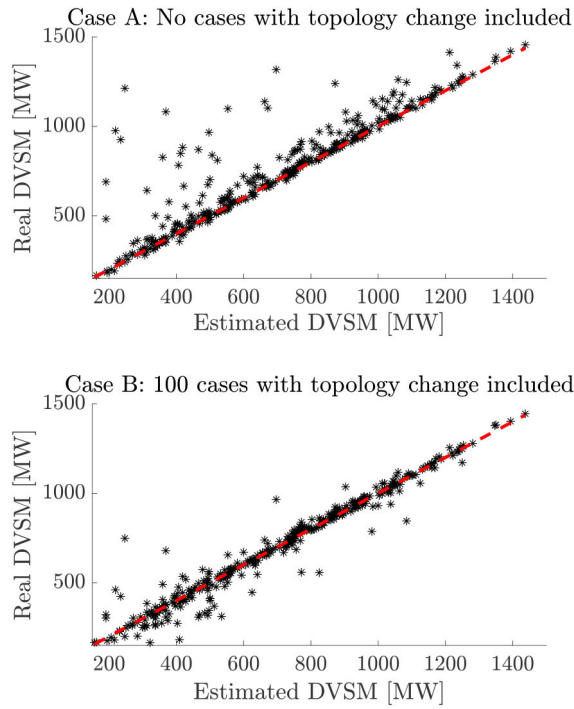 Case A: No cases with topology change included
1500
1000
500
Real DVSM [MW]
200 400 600 800 1000 1200 1400
Estimated DVSM [MW]
Case B: 100 cases with topology change included
1500
1000
500
Real DVSM [MW]
200 400 600 800 1000 1200 1400
Estimated DVSM [MW]